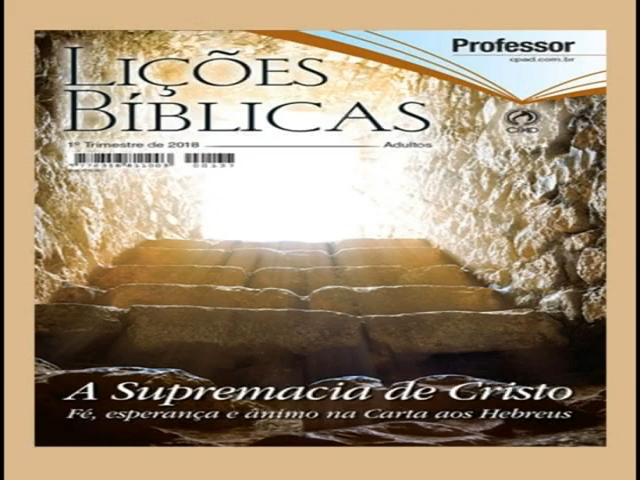 Professor
cpad.com.br
LIÇÕES
BÍBLICAS
CPAD
1º Trimestre de 2018
Adultos
A Supremacia de Cristo
Fé, esperança e ânimo na Carta aos Hebreus